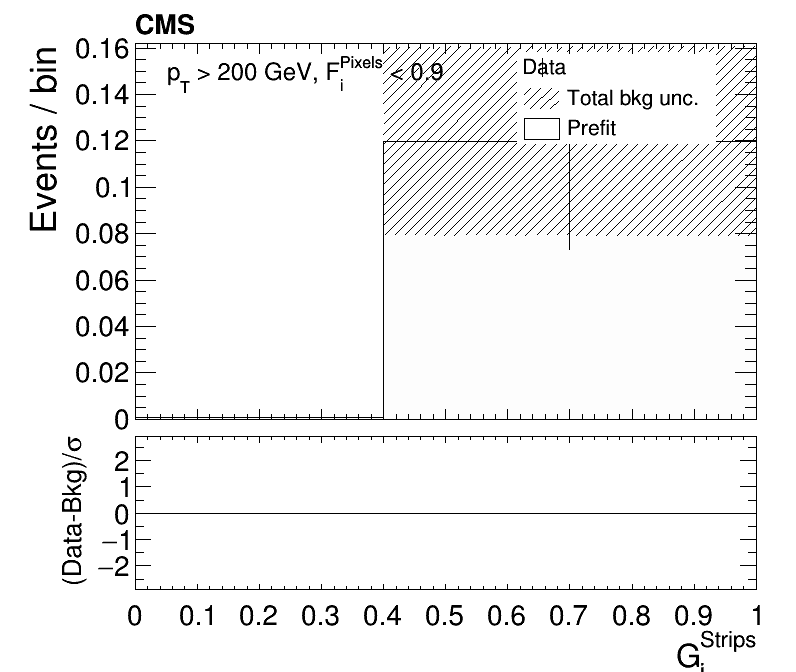 CMS
p_T > 200 GeV, F_i^Pixels < 0.9
Data
Total bkg unc.
Prefit
Events / bin
0.16
0.14
0.12
0.1
0.08
0.06
0.04
0.02
0
(Data-Bkg)/σ
2
1
0
−1
−2
0 0.1 0.2 0.3 0.4 0.5 0.6 0.7 0.8 0.9 1
G_i^Strips